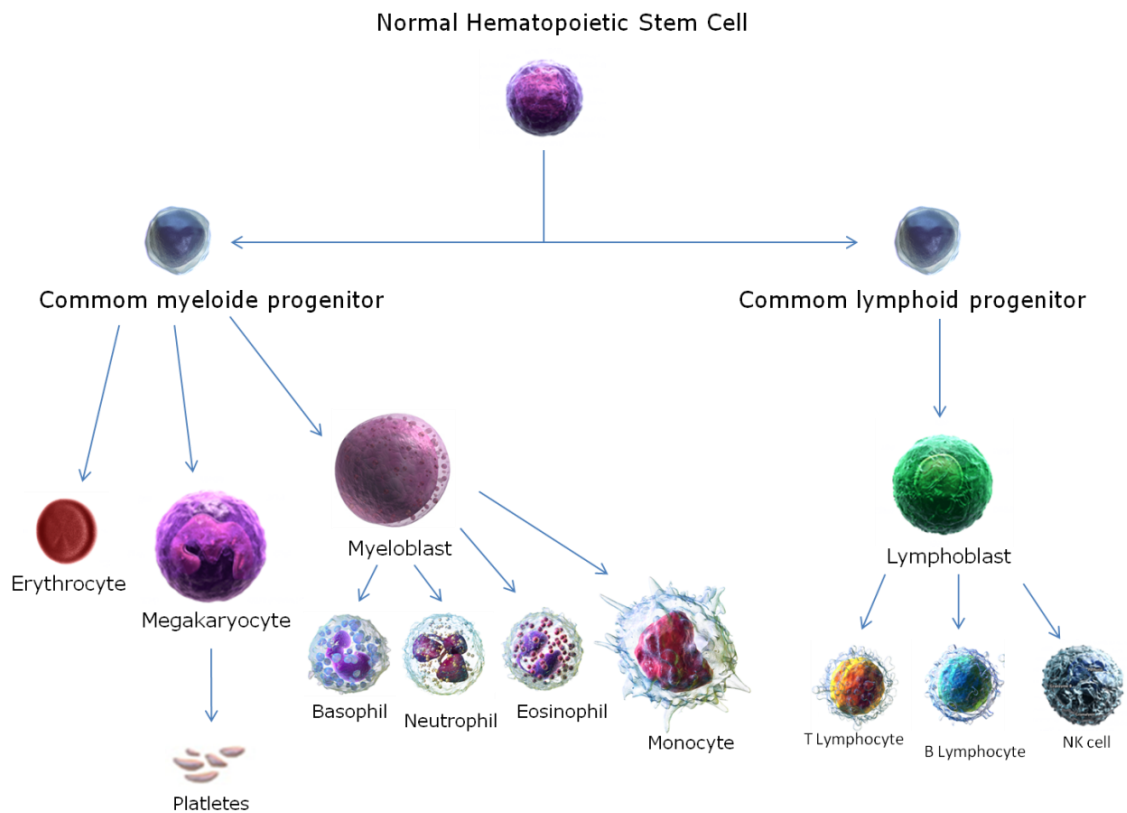 Normal Hematopoietic Stem Cell
Commom myeloide progenitor
Commom lymphoid progenitor
Erythrocyte
Megakaryocyte
Myeloblast
Lymphoblast
Basophil
Neutrophil
Eosinophil
Monocyte
T Lymphocyte
B Lymphocyte
NK cell
Platletes